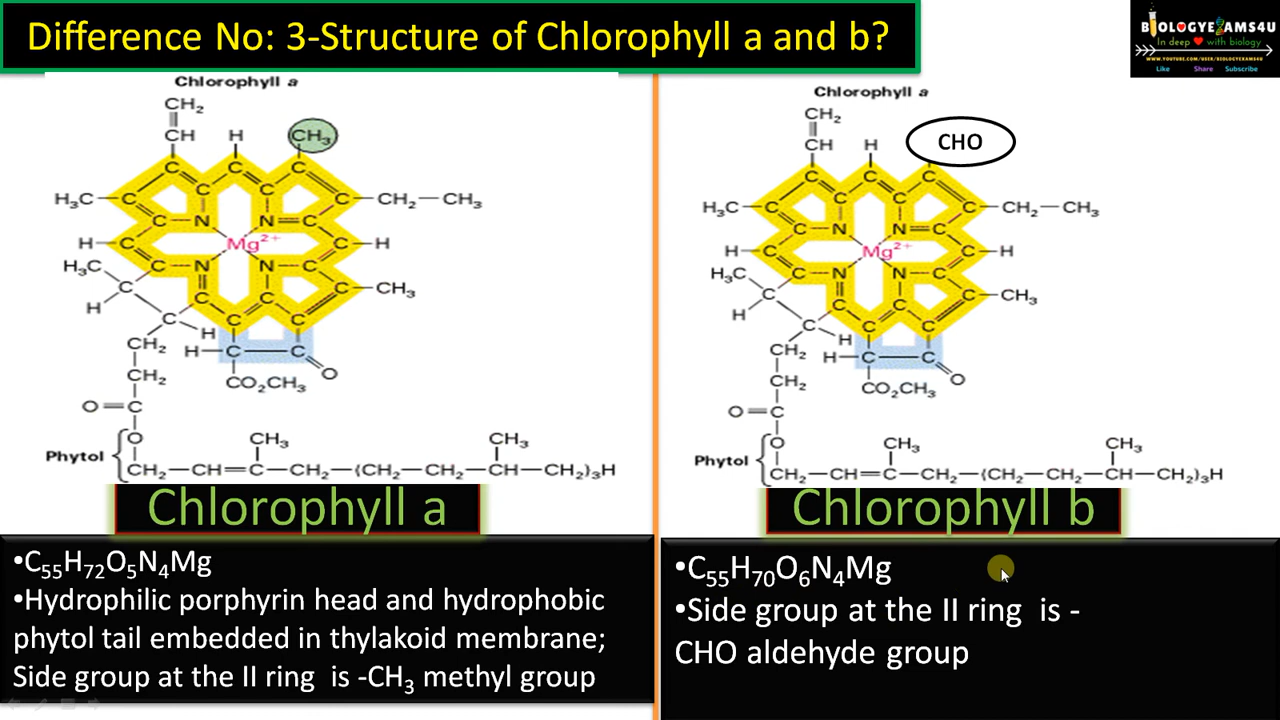 Difference No: 3-Structure of Chlorophyll a and b?
BIOLOGYEXAMS4U
In deep with biology
WWW.YOUTUBE.COM/USER/BIOLOGYEXAMS4U
Like Share Subscribe
Chlorophyll a
CH₂
CH H CH₃
C C C
H₃C C C CH₂ CH₃
C N N C
H C Mg²⁺ C H
H₃C C N N C
C C C C CH₃
H C C C
CH₂ H H C C
O
CH₂ CO₂CH₃
O C
O CH₃ CH₃
Phytol
CH₂ CH C CH₂ (CH₂ CH₂ CH CH₂)₃H
Chlorophyll a
•C₅₅H₇₂O₅N₄Mg
•Hydrophilic porphyrin head and hydrophobic
phytol tail embedded in thylakoid membrane;
Side group at the II ring is -CH₃ methyl group
Chlorophyll a
CH₂
CH H CHO
C C C
H₃C C C CH₂ CH₃
C N N C
H C Mg²⁺ C H
H₃C C N N C
C C C C CH₃
H C C C
CH₂ H H C C
O
CH₂ CO₂CH₃
O C
O CH₃ CH₃
Phytol
CH₂ CH C CH₂ (CH₂ CH₂ CH CH₂)₃H
Chlorophyll b
•C₅₅H₇₀O₆N₄Mg
•Side group at the II ring is -
CHO aldehyde group